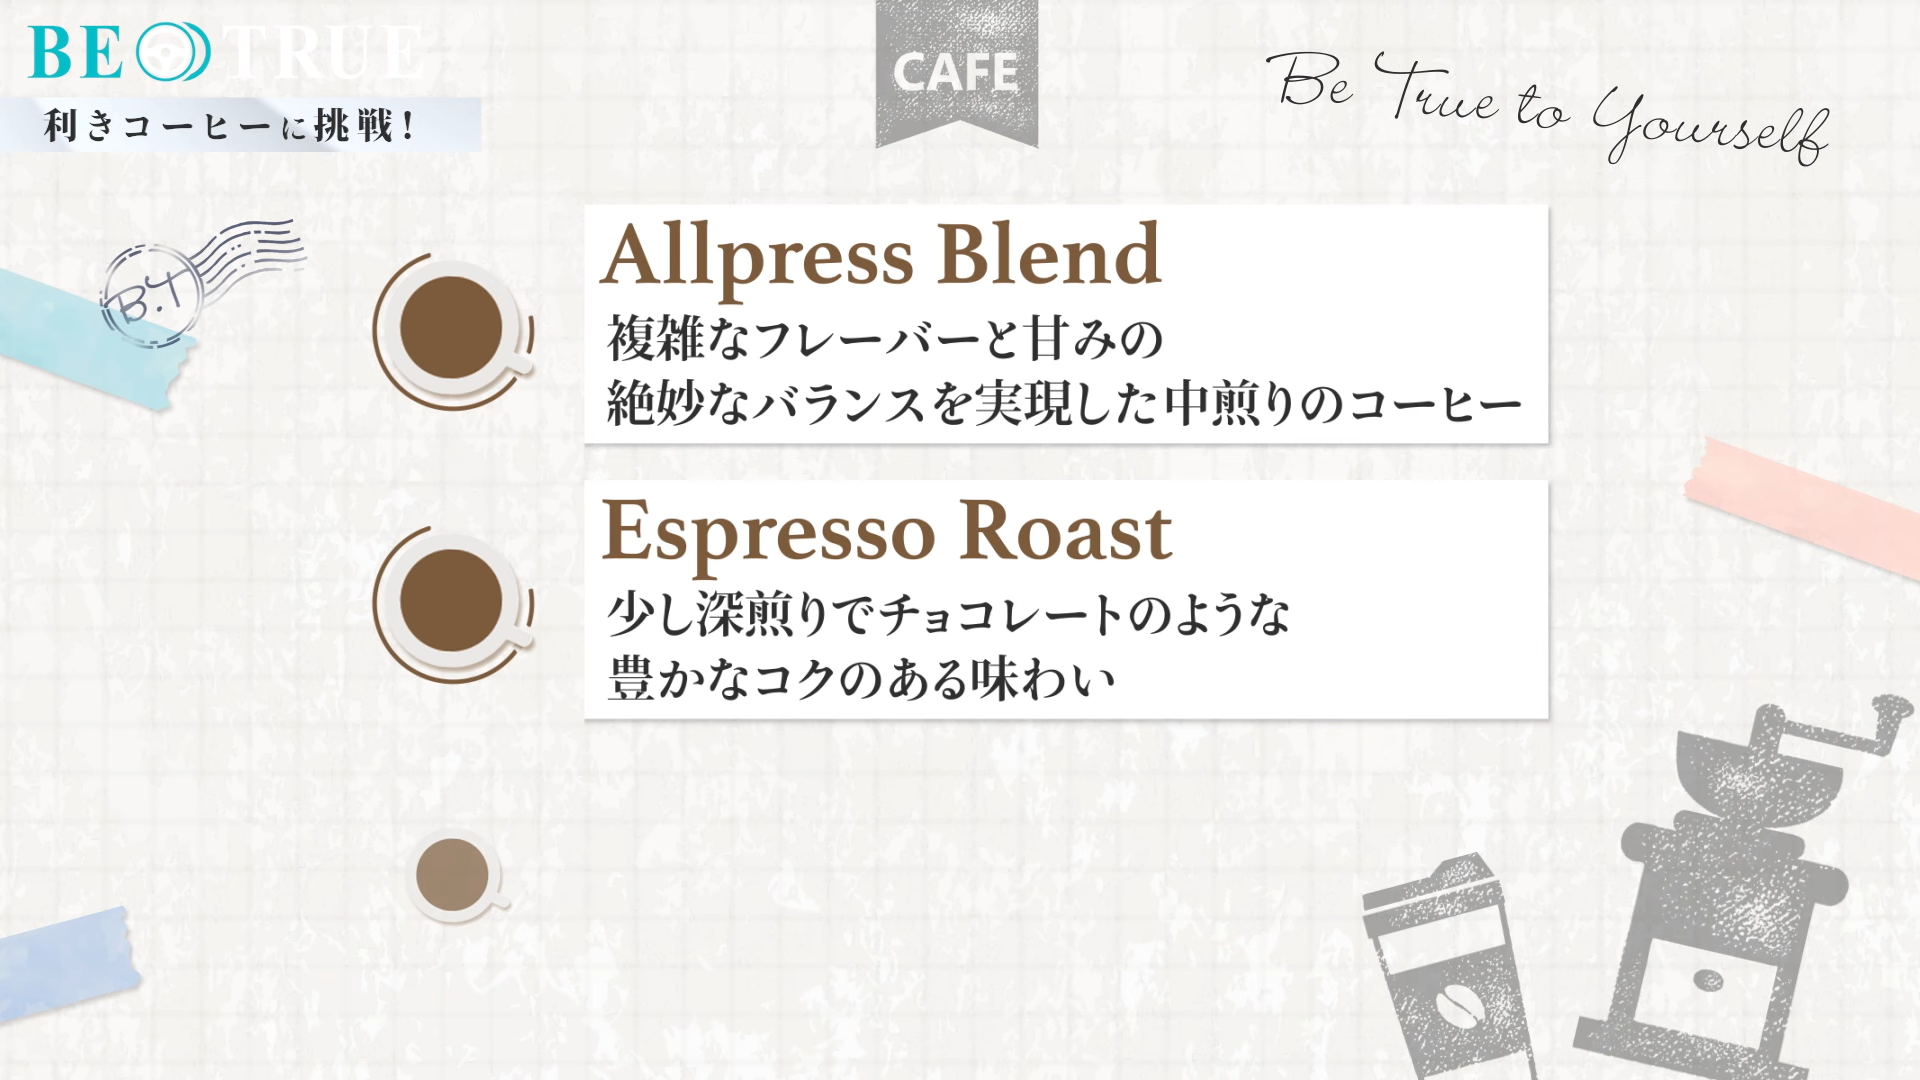 BE TRUE
利きコーヒーに挑戦!
CAFE
Be True to Yourself
B.T
Allpress Blend
複雑なフレーバーと甘みの
絶妙なバランスを実現した中煎りのコーヒー
Espresso Roast
少し深煎りでチョコレートのような
豊かなコクのある味わい